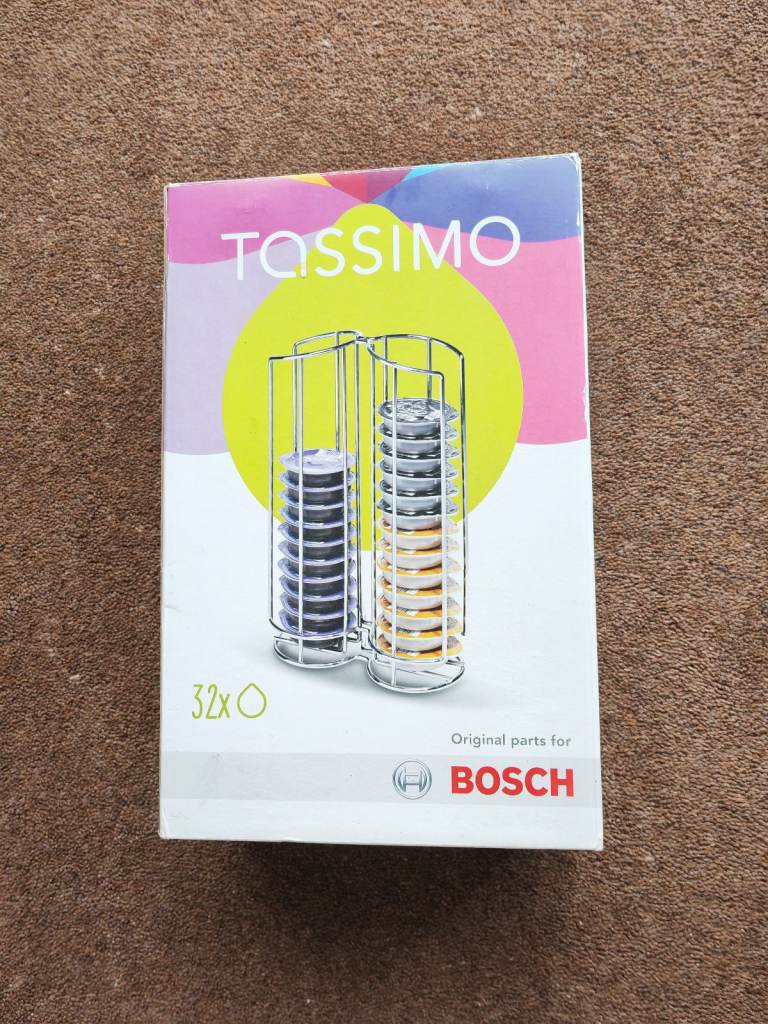 TASSIMO
32x
Original parts for
BOSCH